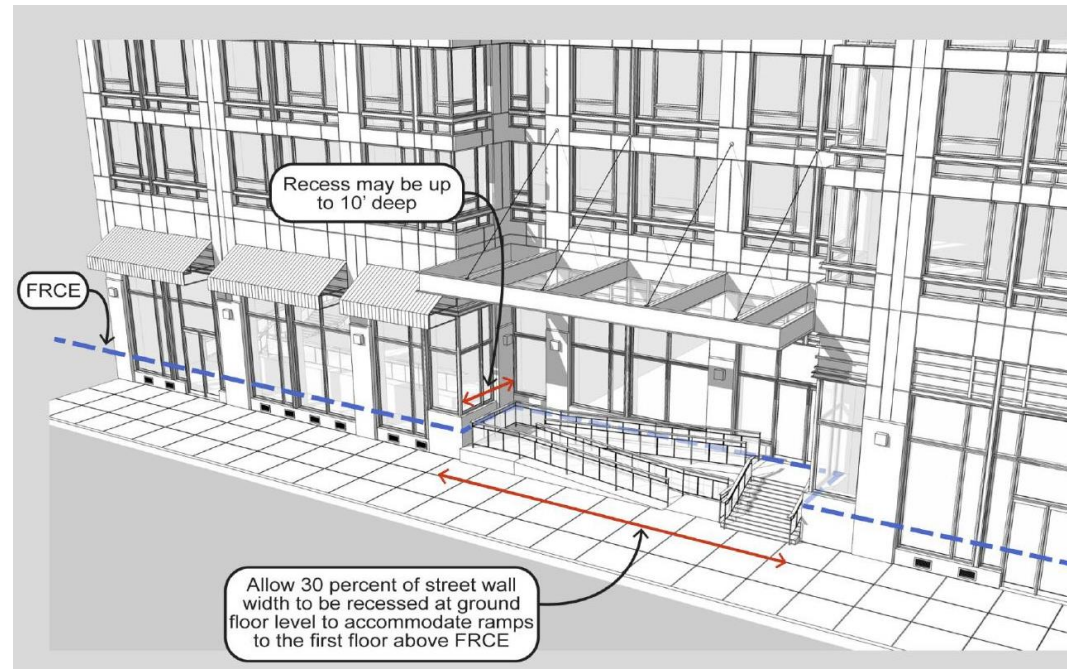 Recess may be up
to 10' deep
FRCE
Allow 30 percent of street wall
width to be recessed at ground
floor level to accommodate ramps
to the first floor above FRCE